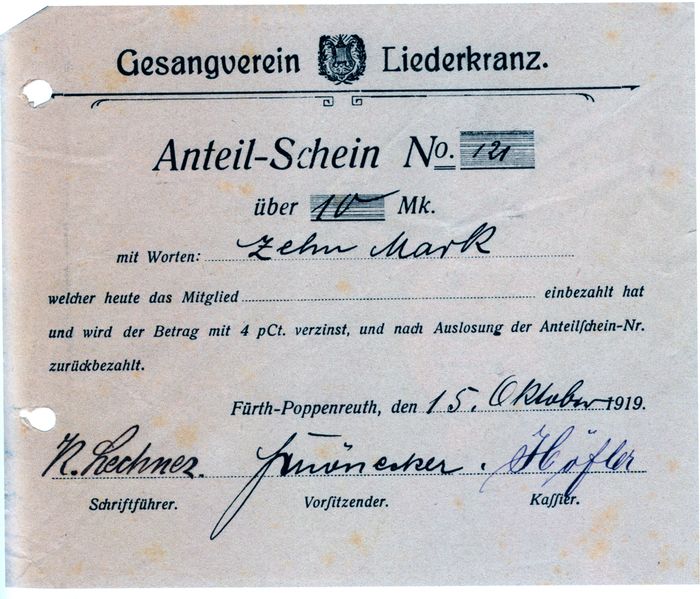 Gesangverein Liederkranz.
Anteil-Schein No. 121
über 10 Mk.
mit Worten: Zehn Mark
welcher heute das Mitglied einbezahlt hat
und wird der Betrag mit 4 pCt. verzinst, und nach Auslosung der Anteilſchein-Nr.
zurückbezahlt.
Fürth-Poppenreuth, den 15. Oktober 1919.
K. Lechner. Höfler
Schriftführer. Vorſitzender. Kaſſier.